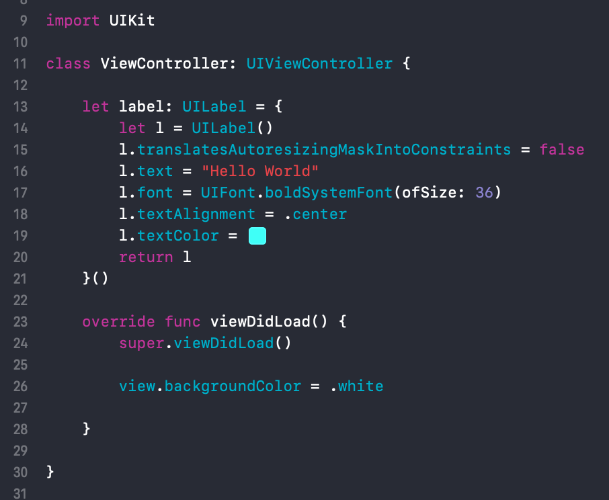 8
9 import UIKit
10
11 class ViewController: UIViewController {
12
13     let label: UILabel = {
14         let l = UILabel()
15         l.translatesAutoresizingMaskIntoConstraints = false
16         l.text = "Hello World"
17         l.font = UIFont.boldSystemFont(ofSize: 36)
18         l.textAlignment = .center
19         l.textColor =
20         return l
21     }()
22
23     override func viewDidLoad() {
24         super.viewDidLoad()
25
26         view.backgroundColor = .white
27
28     }
29
30 }
31